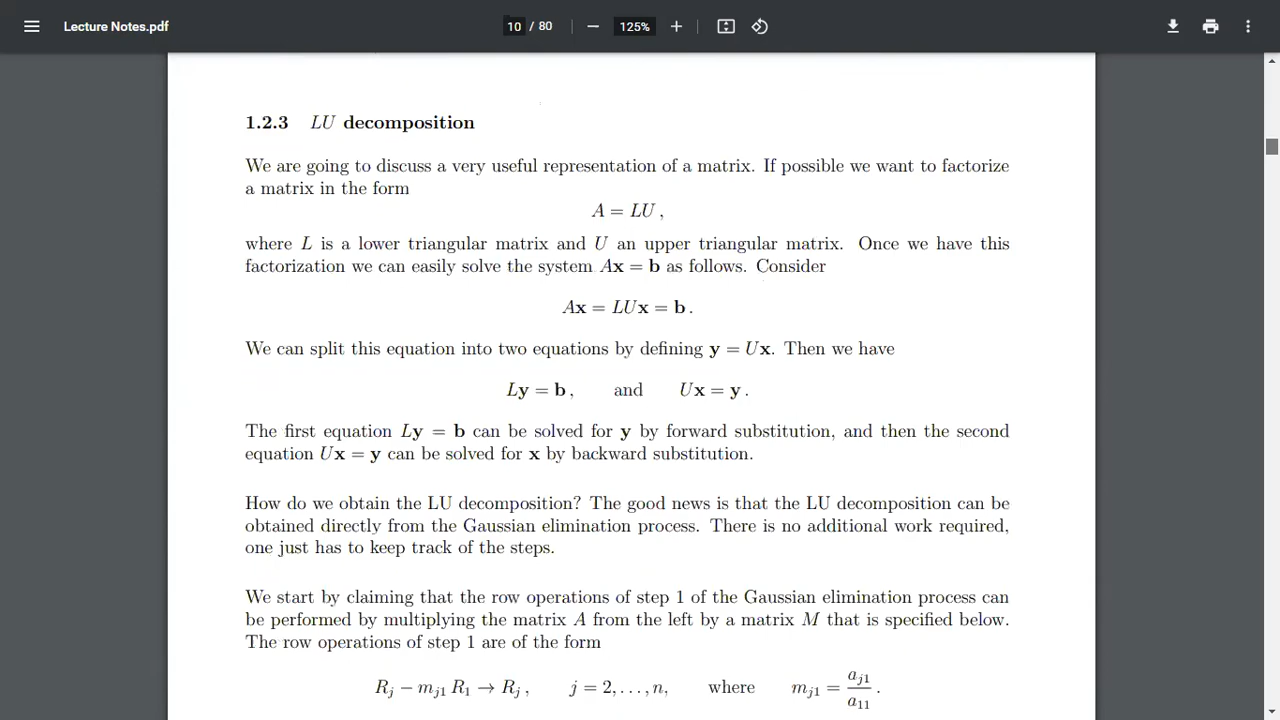 Lecture Notes.pdf
10 / 80
125%
1.2.3 LU decomposition
We are going to discuss a very useful representation of a matrix. If possible we want to factorize
a matrix in the form
A = LU ,
where L is a lower triangular matrix and U an upper triangular matrix. Once we have this
factorization we can easily solve the system Ax = b as follows. Consider
Ax = LUx = b .
We can split this equation into two equations by defining y = Ux. Then we have
Ly = b , and Ux = y .
The first equation Ly = b can be solved for y by forward substitution, and then the second
equation Ux = y can be solved for x by backward substitution.
How do we obtain the LU decomposition? The good news is that the LU decomposition can be
obtained directly from the Gaussian elimination process. There is no additional work required,
one just has to keep track of the steps.
We start by claiming that the row operations of step 1 of the Gaussian elimination process can
be performed by multiplying the matrix A from the left by a matrix M that is specified below.
The row operations of step 1 are of the form
Rj − mj1 R1 → Rj , j = 2, . . . , n, where mj1 = aj1 / a11 .